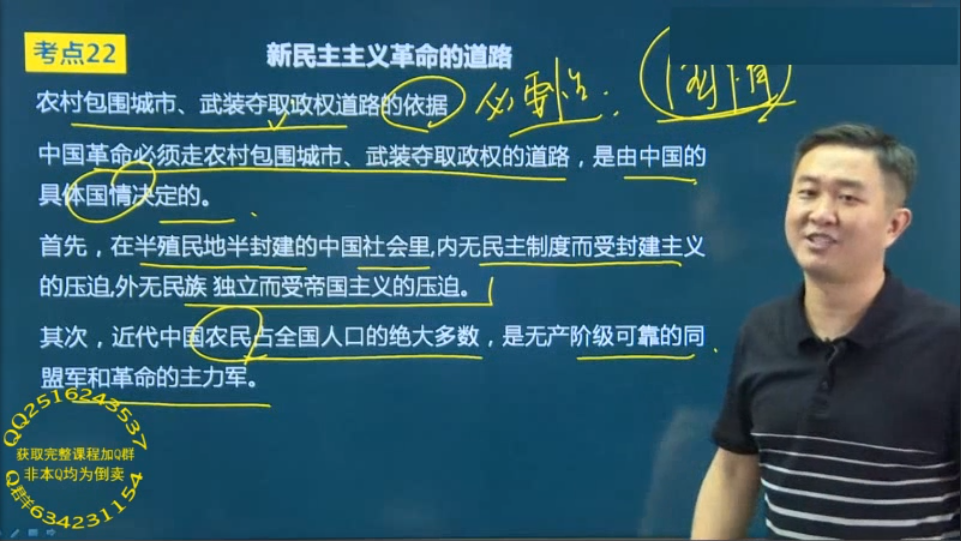 考点22
新民主主义革命的道路
农村包围城市、武装夺取政权道路的依据
必要性：
国情
中国革命必须走农村包围城市、武装夺取政权的道路，是由中国的
具体国情决定的。
首先，在半殖民地半封建的中国社会里,内无民主制度而受封建主义
的压迫,外无民族 独立而受帝国主义的压迫。
其次，近代中国农民占全国人口的绝大多数，是无产阶级可靠的同
盟军和革命的主力军。
QQ2516243537
获取完整课程加Q群
非本Q均为倒卖
Q群634231154